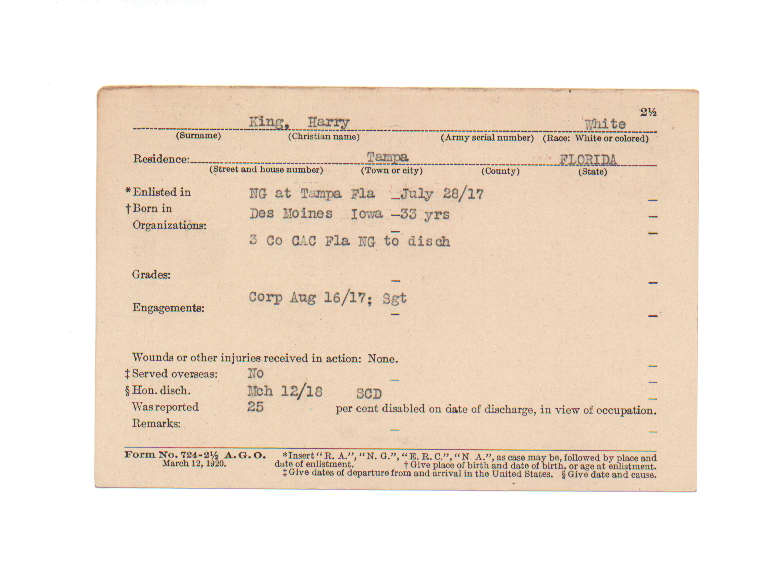 2½
King, Harry White
(Surname) (Christian name) (Army serial number) (Race: White or colored)
Residence: Tampa FLORIDA
(Street and house number) (Town or city) (County) (State)
*Enlisted in NG at Tampa Fla July 28/17
†Born in Des Moines Iowa 33 yrs
Organizations:
3 Co CAC Fla NG to disch
Grades:
Corp Aug 16/17; Sgt
Engagements:
Wounds or other injuries received in action: None.
‡Served overseas: No
§Hon. disch. Mch 12/18 SCD
Was reported 25 per cent disabled on date of discharge, in view of occupation.
Remarks:
Form No. 724-2½ A. G. O. *Insert "R. A.", "N. G.", "E. R. C.", "N A.", as case may be, followed by place and
March 12, 1920. date of enlistment. †Give place of birth and date of birth, or age at enlistment.
‡Give dates of departure from and arrival in the United States. §Give date and cause.